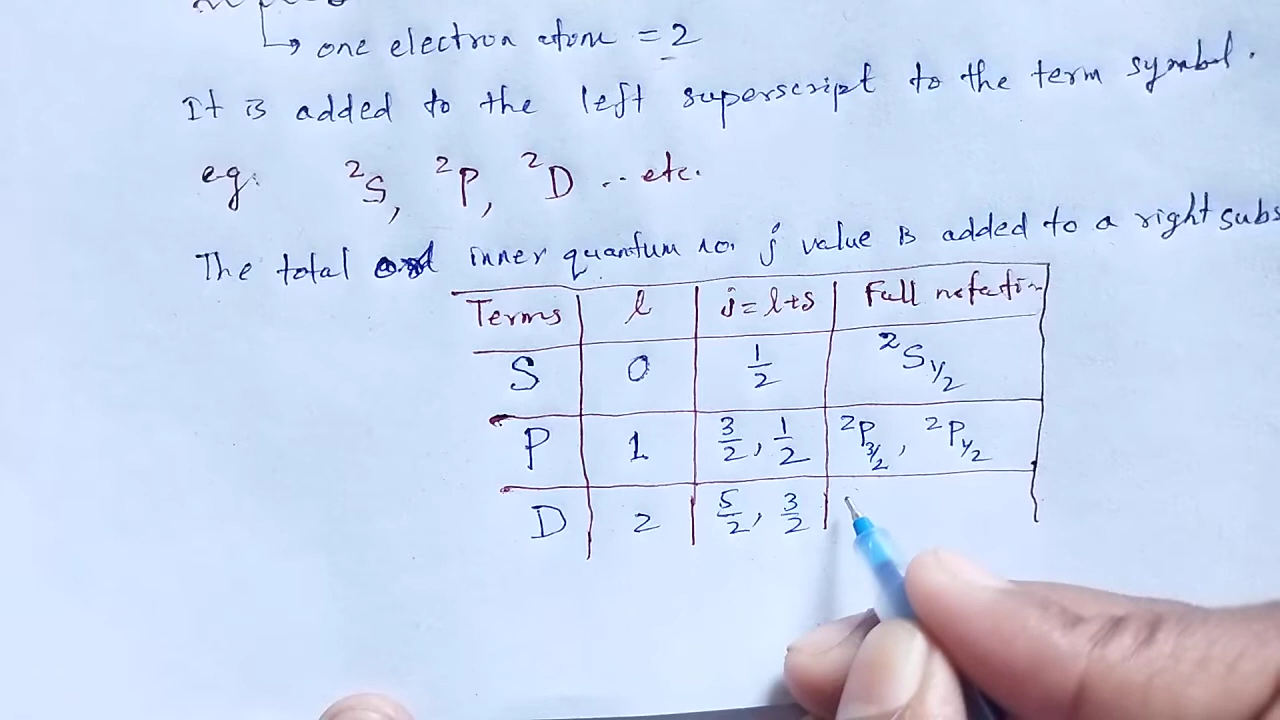 ↳ one electron atom = 2
It is added to the left superscript to the term symbol.
eg: ²S, ²P, ²D ... etc.
The total inner quantum no. j value is added to a right subs
Terms | l | j = l+s | Full notation
S | 0 | 1/2 | ²S₁/₂
P | 1 | 3/2, 1/2 | ²P₃/₂, ²P₁/₂
D | 2 | 5/2, 3/2 |